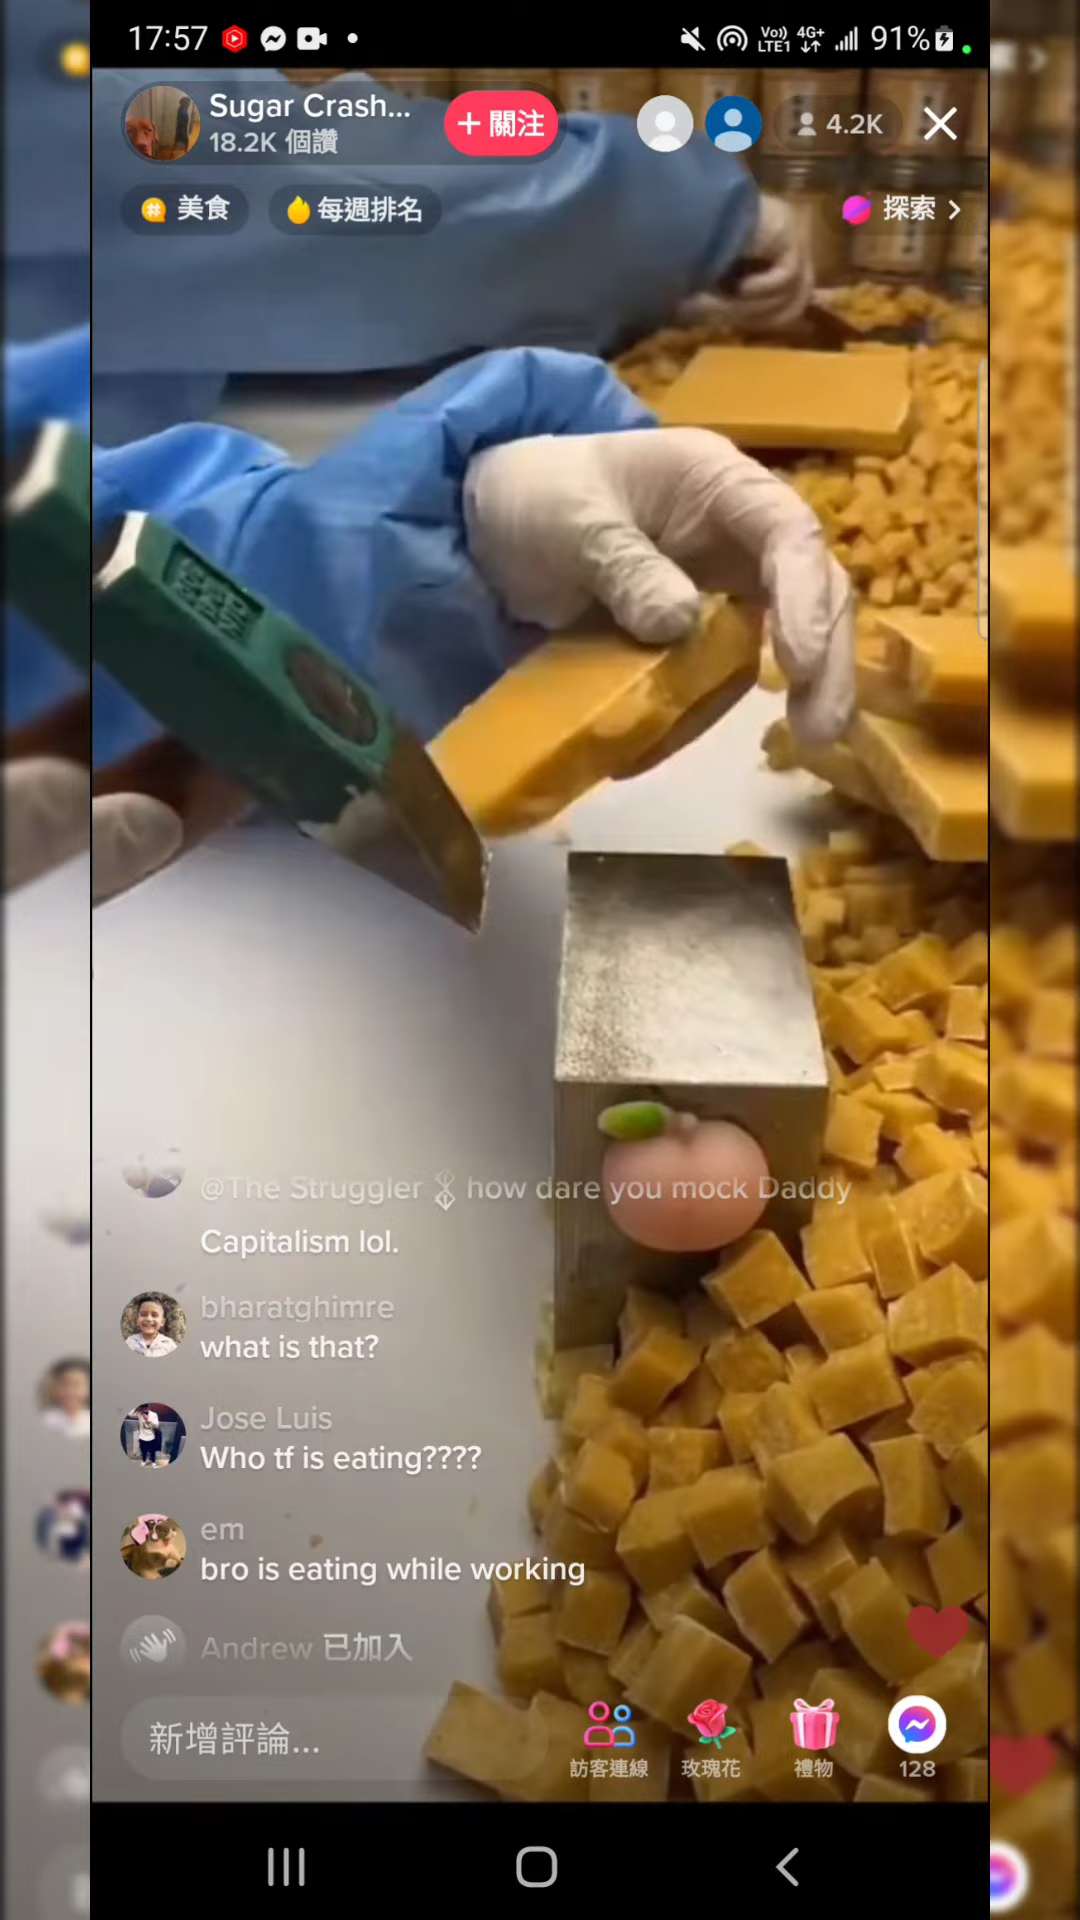 17:57
Vo))
LTE1
4G+
91%
Sugar Crash...
18.2K 個讚
+ 關注
4.2K
美食
每週排名
探索
@The Struggler how dare you mock Daddy
Capitalism lol.
bharatghimre
what is that?
Jose Luis
Who tf is eating????
em
bro is eating while working
Andrew 已加入
新增評論...
訪客連線
玫瑰花
禮物
128